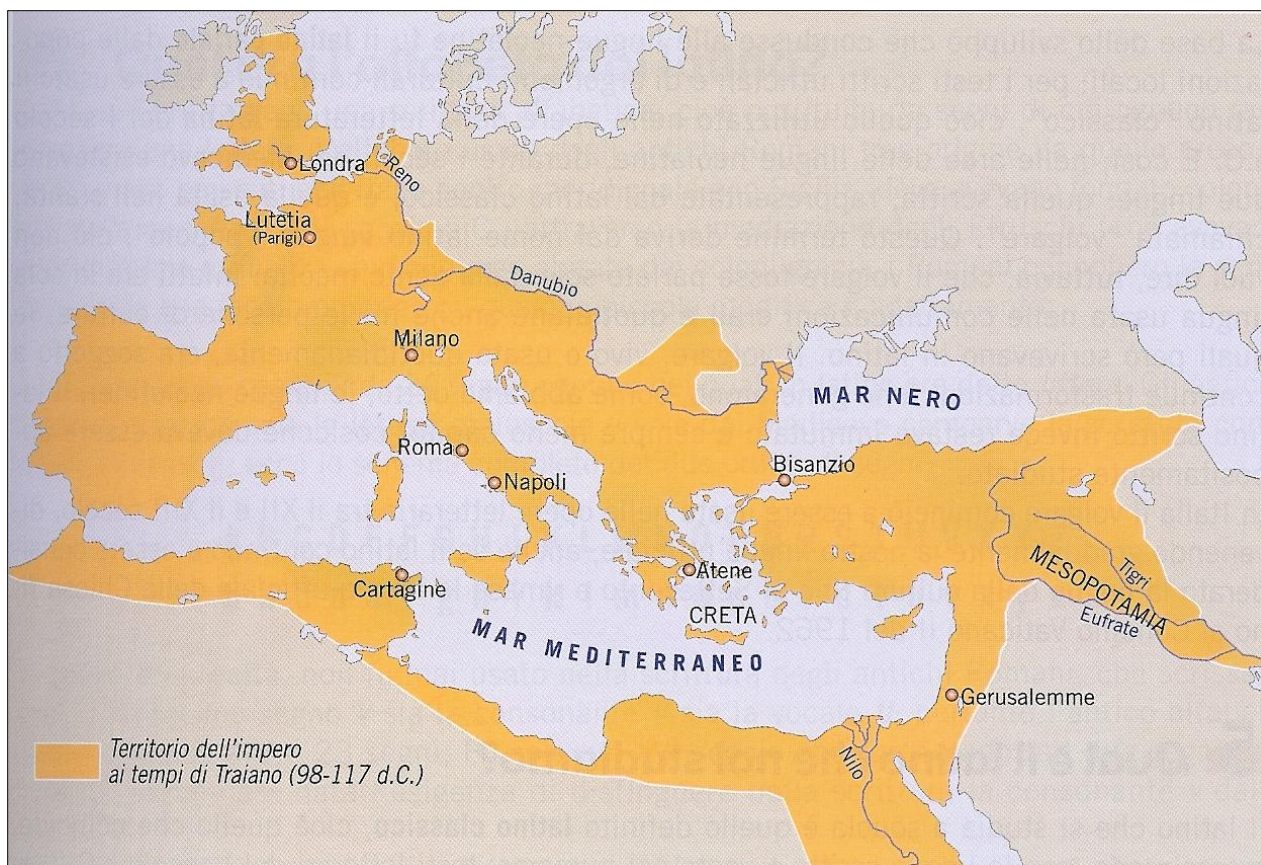 Londra
Reno
Lutetia
(Parigi)
Danubio
Milano
MAR NERO
Roma
Napoli
Bisanzio
Cartagine
Atene
CRETA
MAR MEDITERRANEO
Tigri
MESOPOTAMIA
Eufrate
Gerusalemme
Nilo
Territorio dell'impero
ai tempi di Traiano (98-117 d.C.)